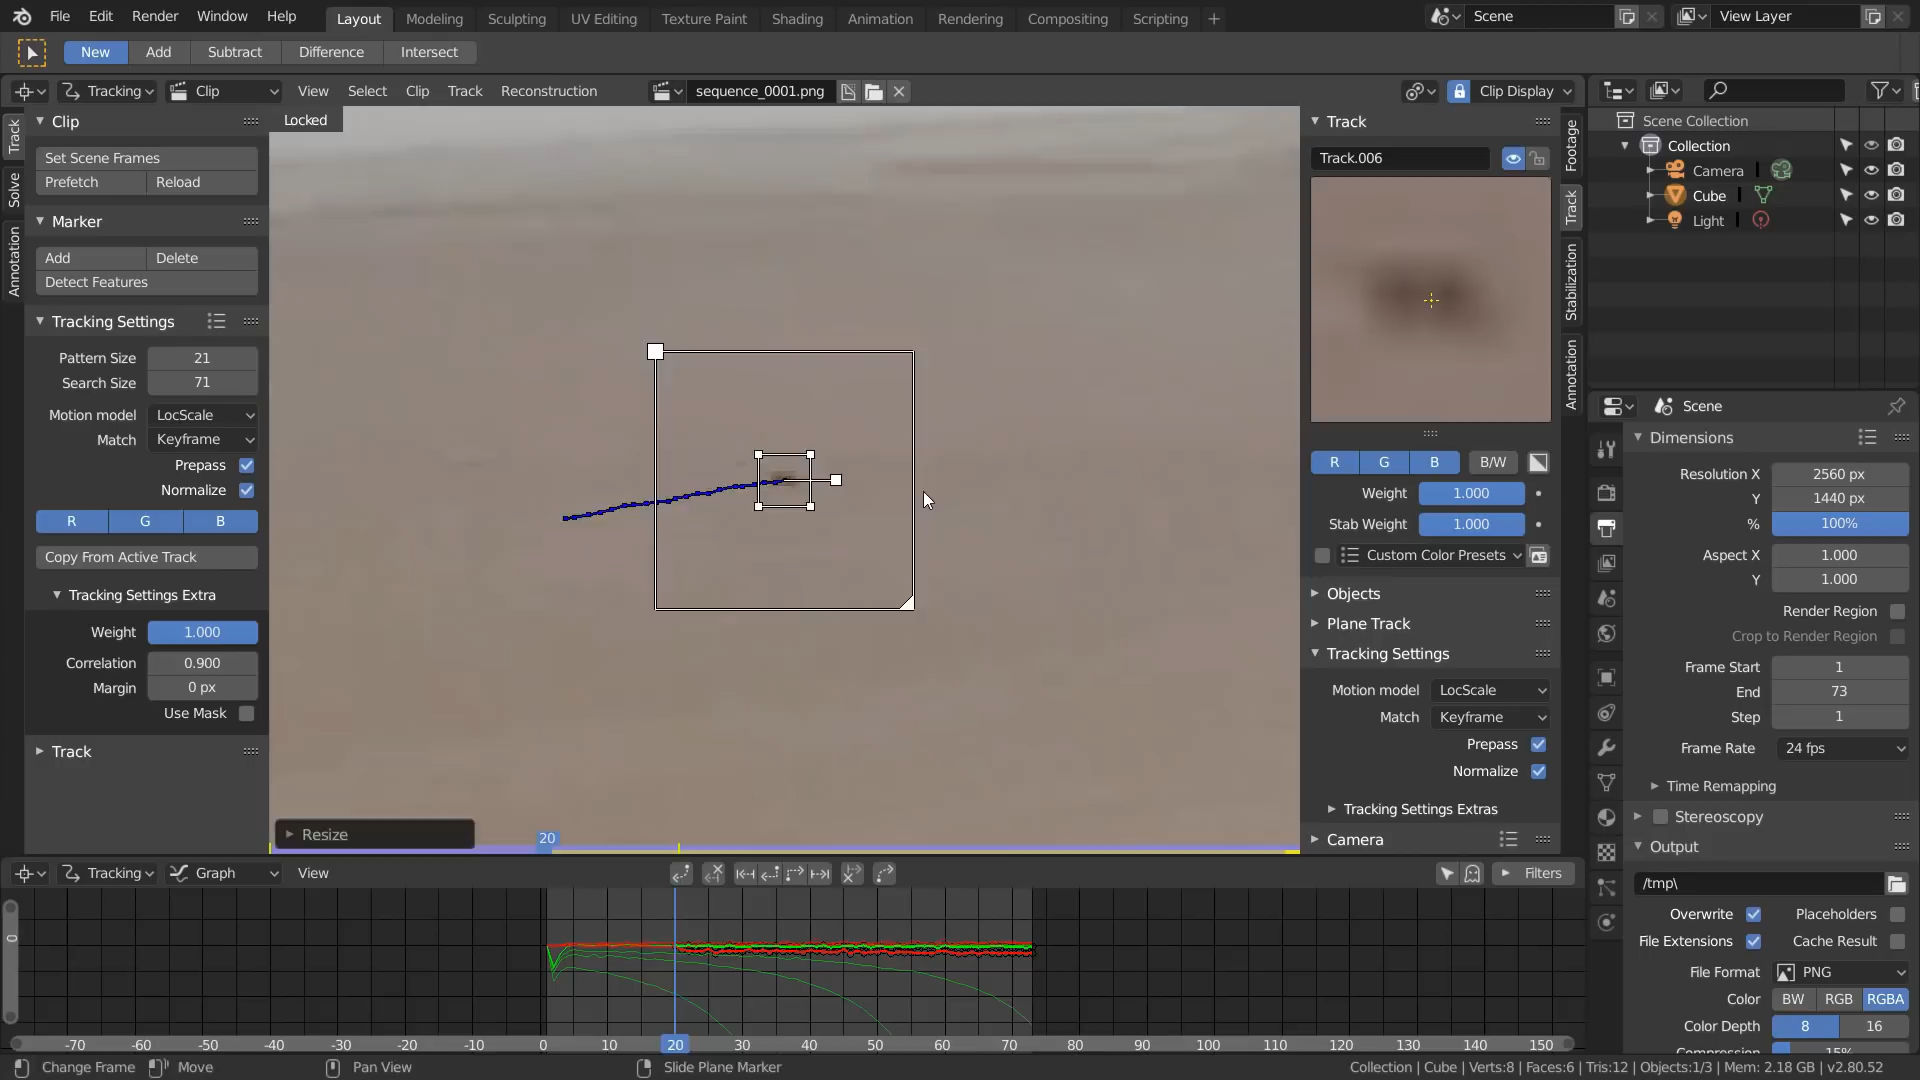 File Edit Render Window Help Layout Modeling Sculpting UV Editing Texture Paint Shading Animation Rendering Compositing Scripting + Scene View Layer
New Add Subtract Difference Intersect
Tracking Clip View Select Clip Track Reconstruction sequence_0001.png Clip Display
Track
Solve
Annotation
Clip
Set Scene Frames
Prefetch Reload
Marker
Add Delete
Detect Features
Tracking Settings
Pattern Size 21
Search Size 71
Motion model LocScale
Match Keyframe
Prepass
Normalize
R G B
Copy From Active Track
Tracking Settings Extra
Weight 1.000
Correlation 0.900
Margin 0 px
Use Mask
Track
Locked
Resize
20
Track
Track.006
R G B B/W
Weight 1.000
Stab Weight 1.000
Custom Color Presets
Objects
Plane Track
Tracking Settings
Motion model LocScale
Match Keyframe
Prepass
Normalize
Tracking Settings Extras
Camera
Footage
Track
Stabilization
Annotation
Scene Collection
Collection
Camera
Cube
Light
Scene
Dimensions
Resolution X 2560 px
Y 1440 px
% 100%
Aspect X 1.000
Y 1.000
Render Region
Crop to Render Region
Frame Start 1
End 73
Step 1
Frame Rate 24 fps
Time Remapping
Stereoscopy
Output
/tmp\
Overwrite Placeholders
File Extensions Cache Result
File Format PNG
Color BW RGB RGBA
Color Depth 8 16
Compression 15%
Tracking Graph View Filters
0
-70 -60 -50 -40 -30 -20 -10 0 10 20 30 40 50 60 70 80 90 100 110 120 130 140 150
Change Frame Move Pan View Slide Plane Marker Collection | Cube | Verts:8 | Faces:6 | Tris:12 | Objects:1/3 | Mem: 2.18 GB | v2.80.52